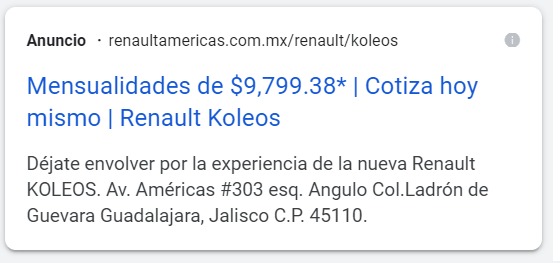 Anuncio · renaultamericas.com.mx/renault/koleos
Mensualidades de $9,799.38* | Cotiza hoy
mismo | Renault Koleos
Déjate envolver por la experiencia de la nueva Renault
KOLEOS. Av. Américas #303 esq. Angulo Col.Ladrón de
Guevara Guadalajara, Jalisco C.P. 45110.